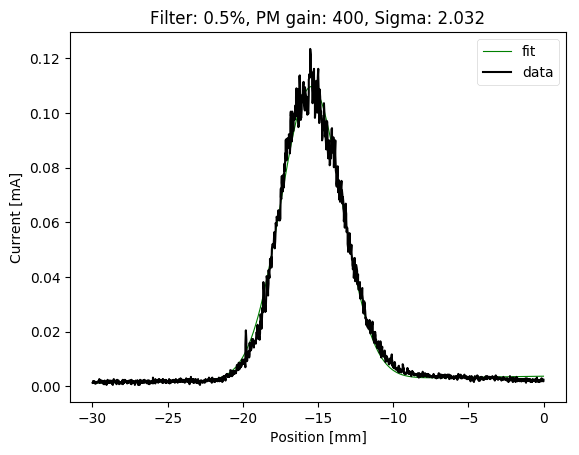 Filter: 0.5%, PM gain: 400, Sigma: 2.032
fit
data
0.12
0.10
0.08
0.06
0.04
0.02
0.00
Current [mA]
−30
−25
−20
−15
−10
−5
0
Position [mm]